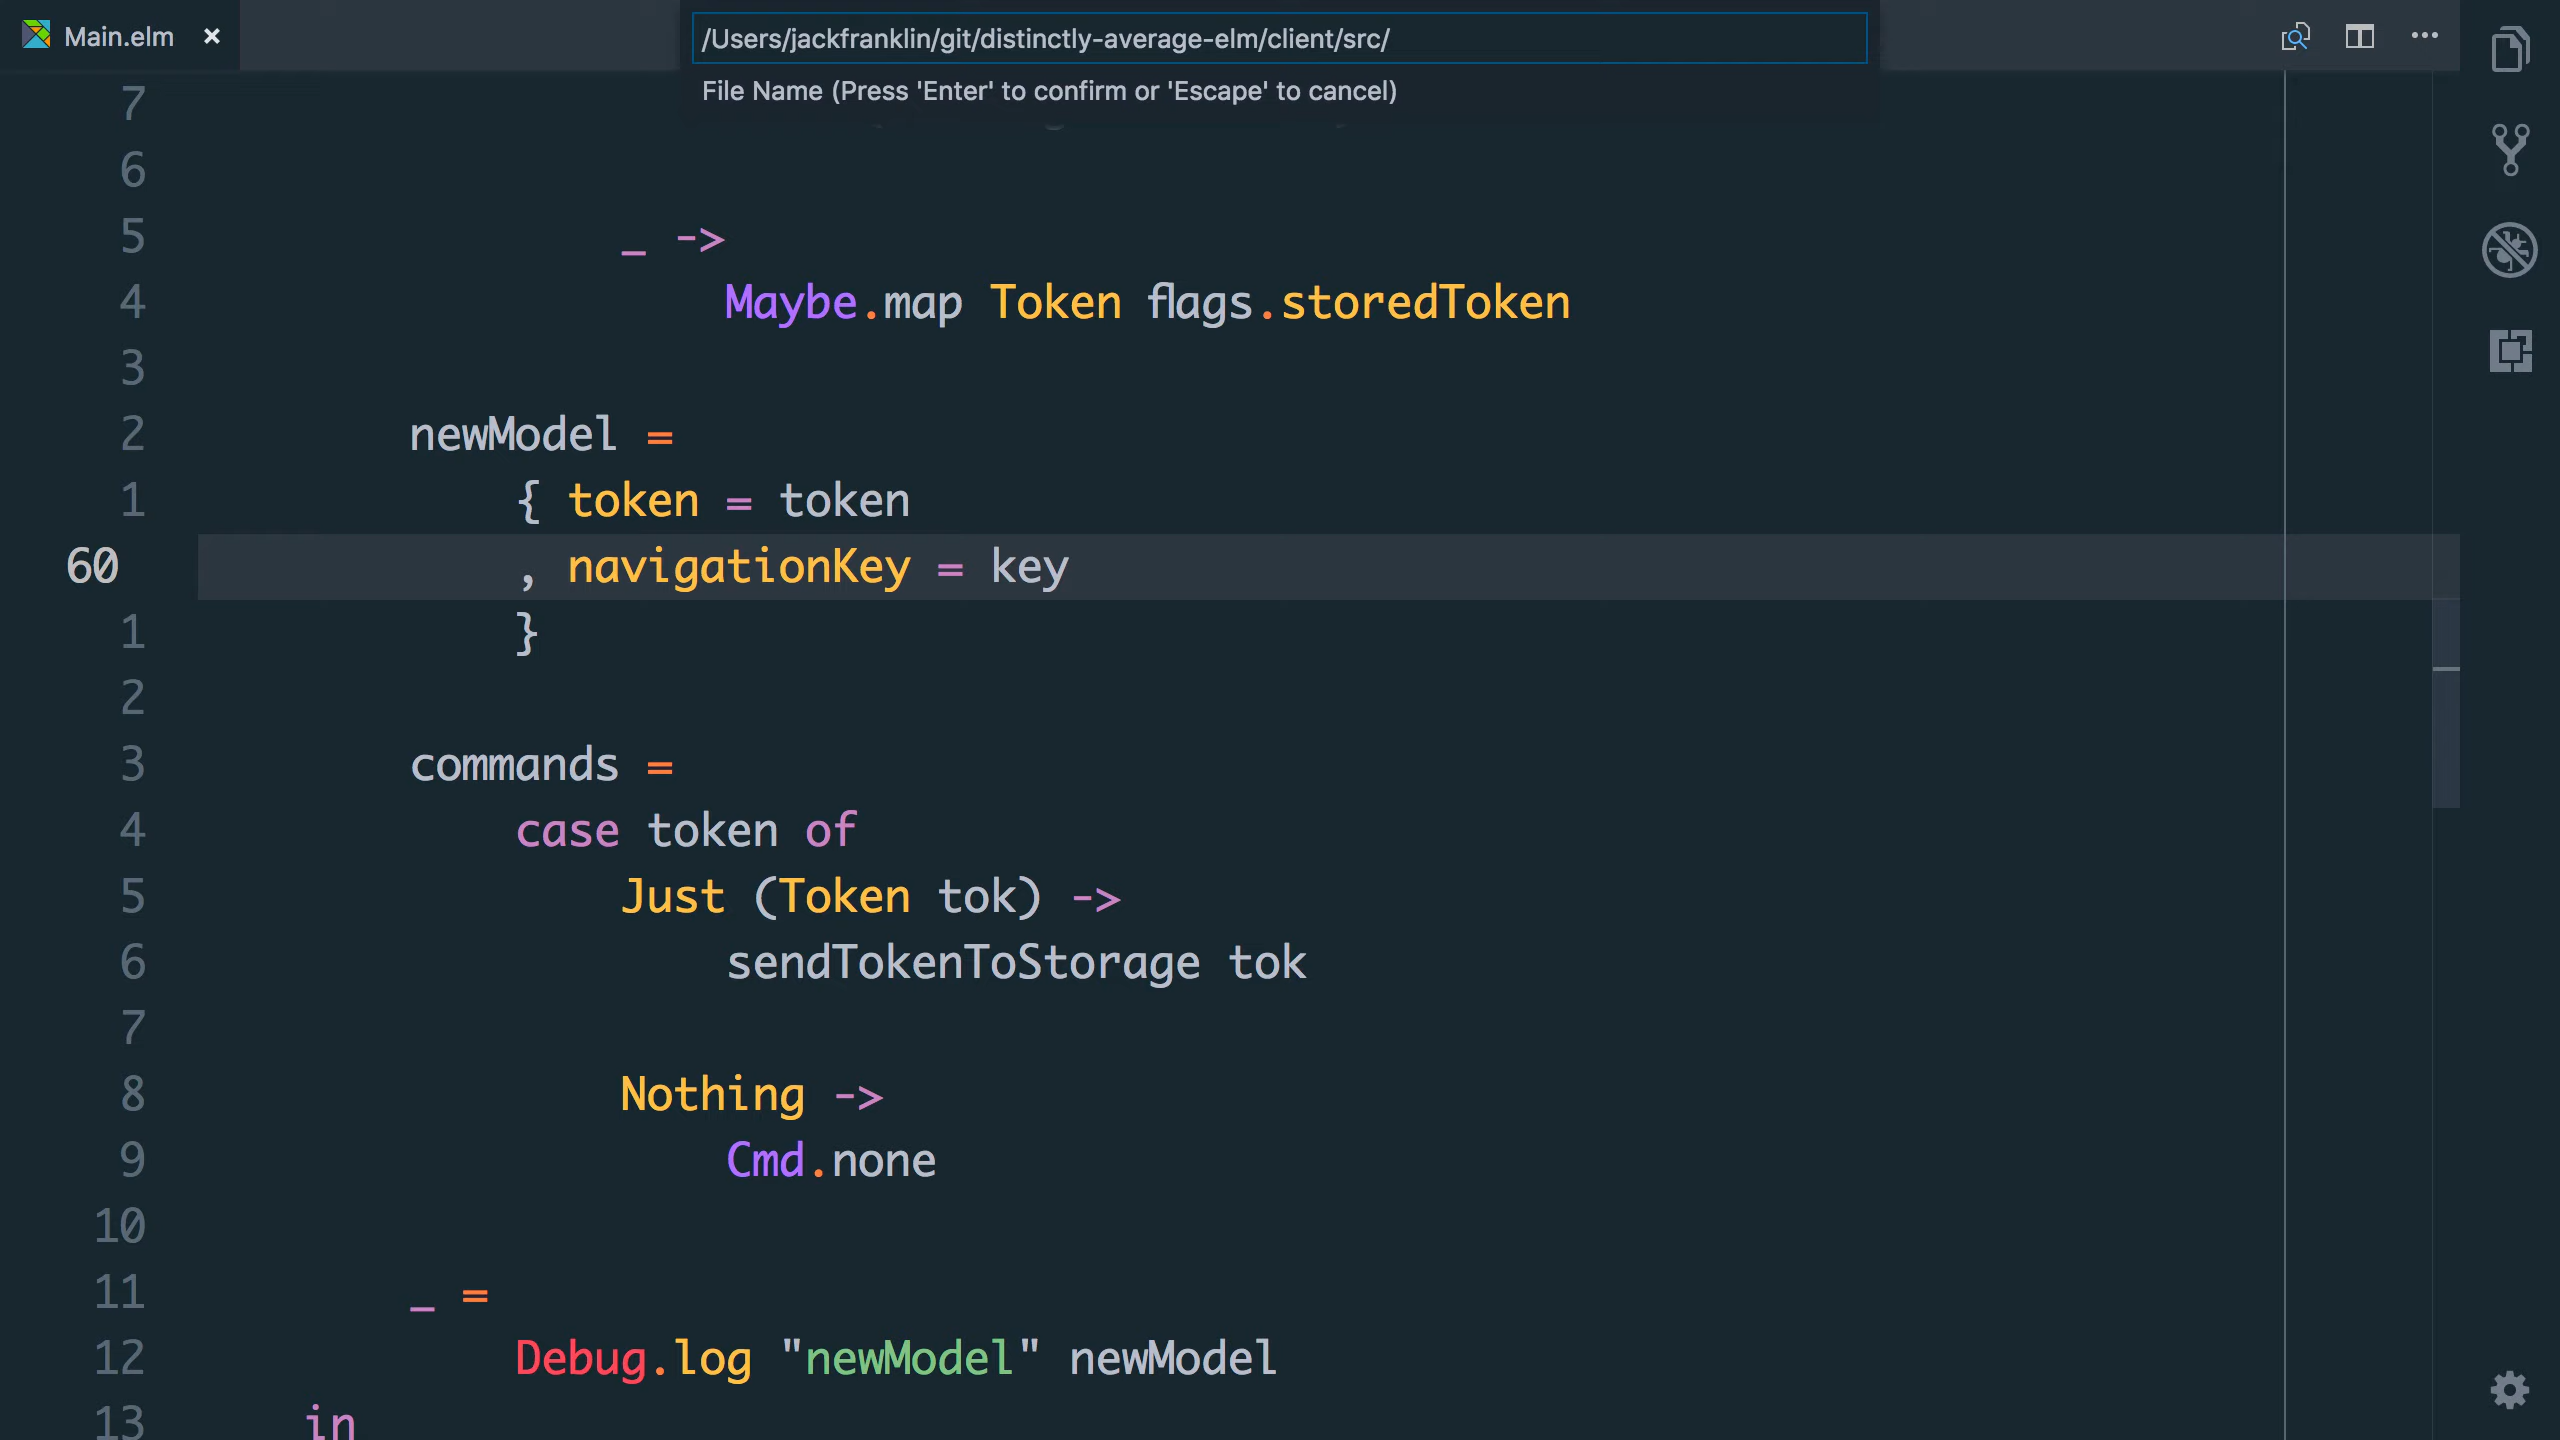 Main.elm ×
/Users/jackfranklin/git/distinctly-average-elm/client/src/
File Name (Press 'Enter' to confirm or 'Escape' to cancel)
7
6
5 _ ->
4 Maybe.map Token flags.storedToken
3
2 newModel =
1 { token = token
60 , navigationKey = key
1 }
2
3 commands =
4 case token of
5 Just (Token tok) ->
6 sendTokenToStorage tok
7
8 Nothing ->
9 Cmd.none
10
11 _ =
12 Debug.log "newModel" newModel
13 in